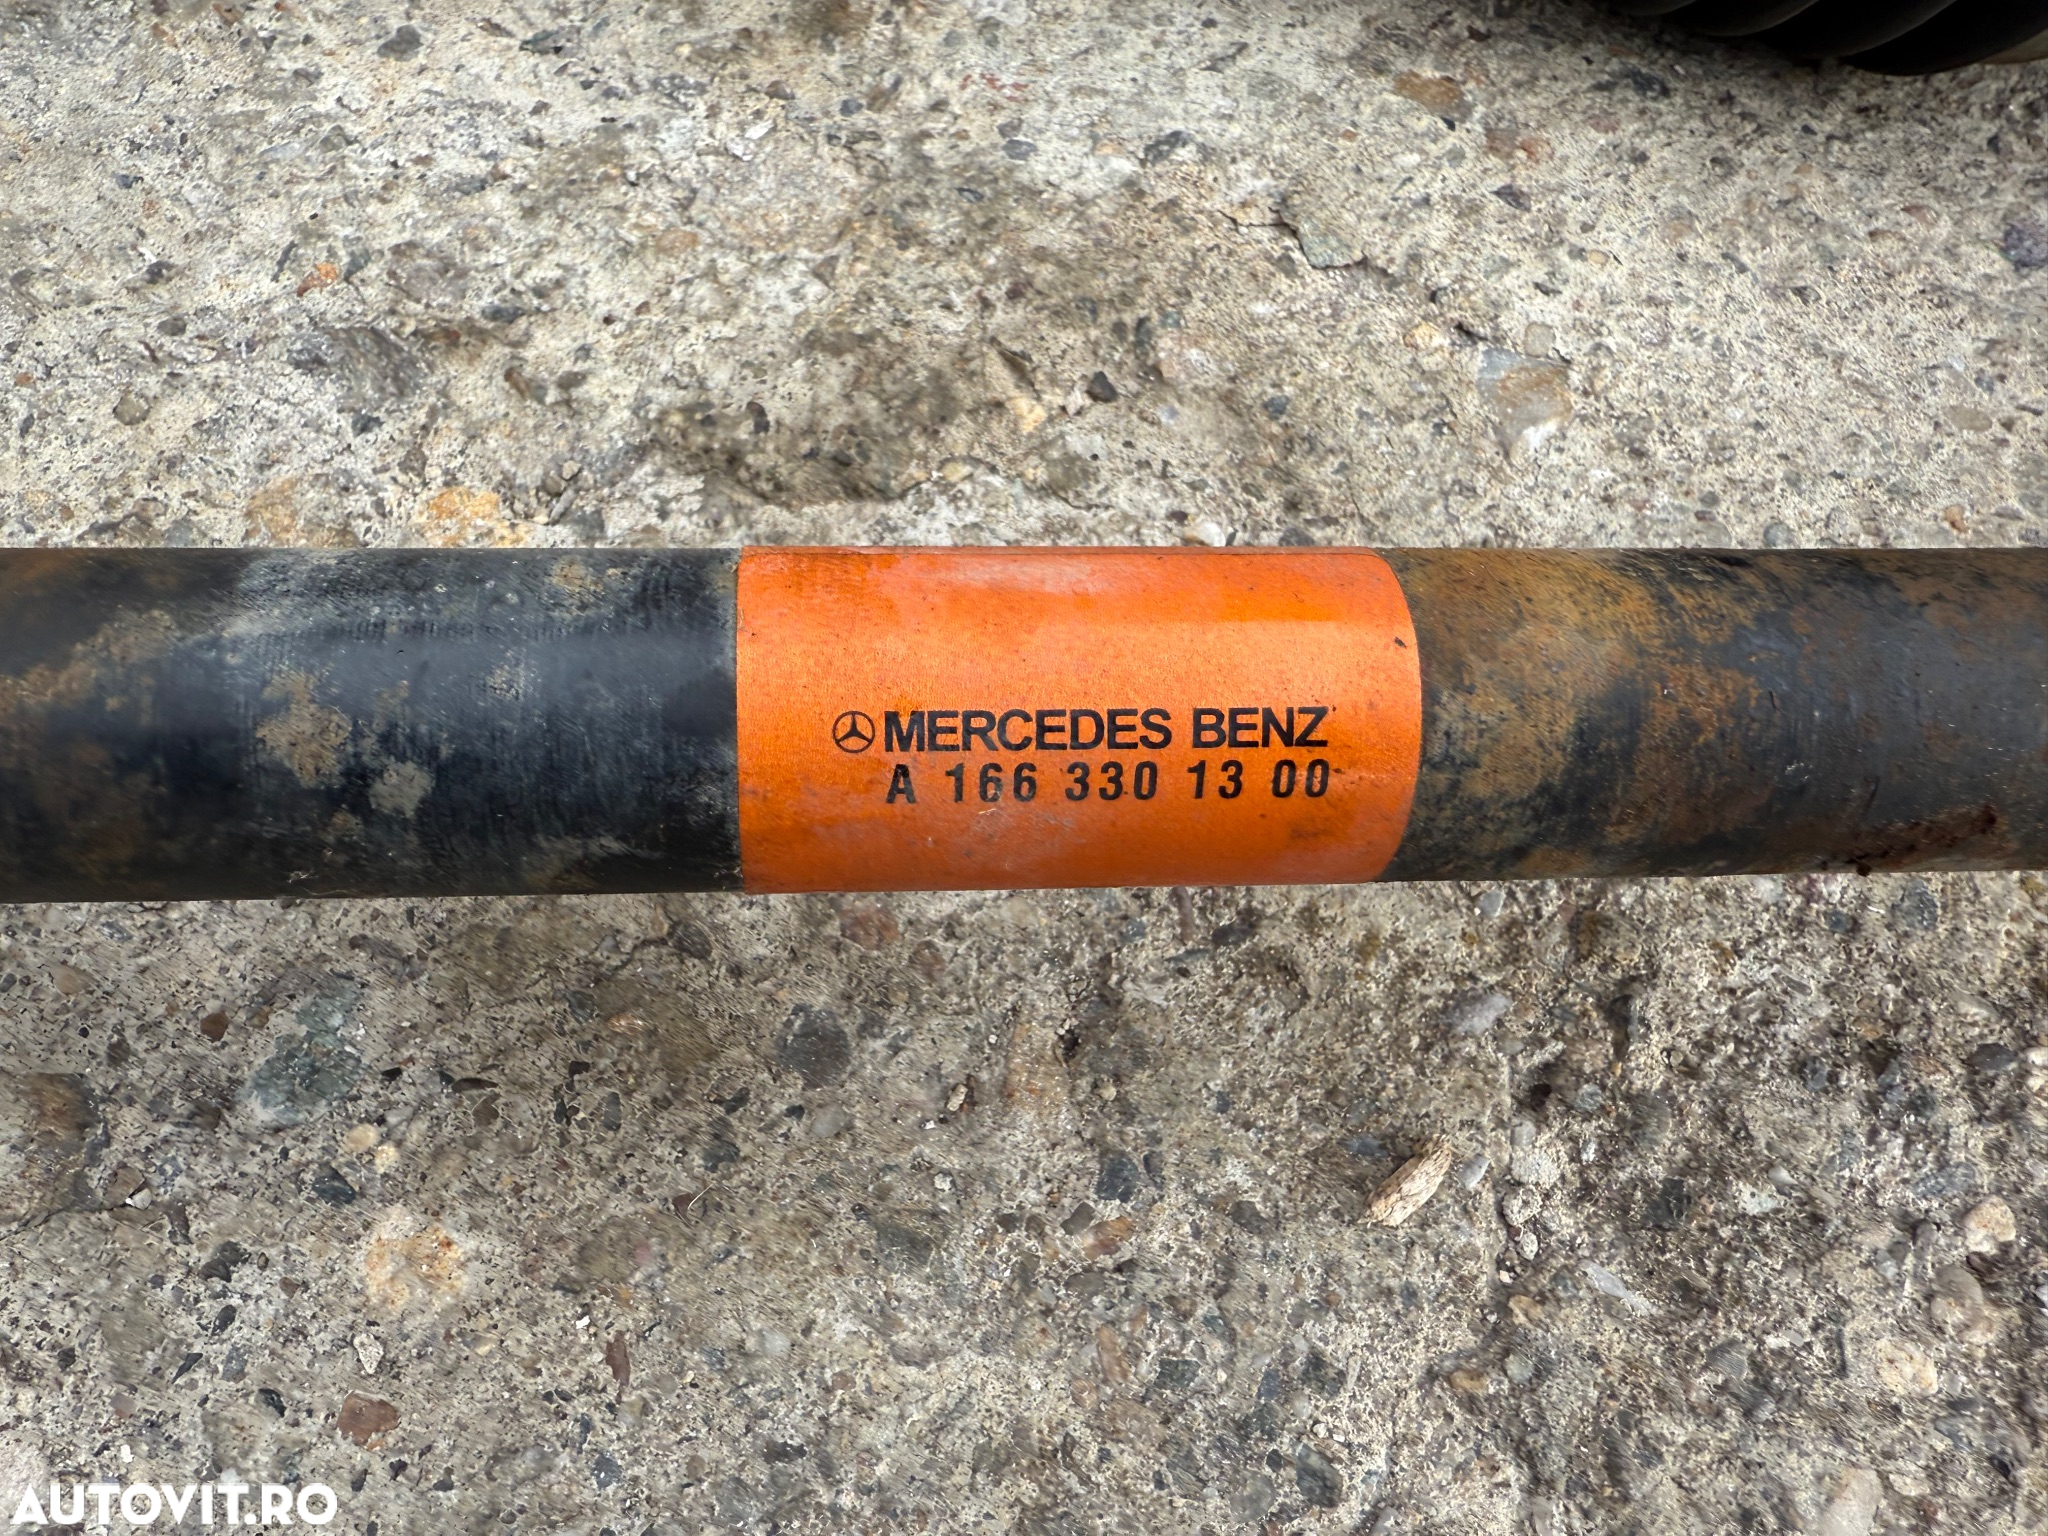 MERCEDES BENZ
A 166 330 13 00
AUTOVIT.RO